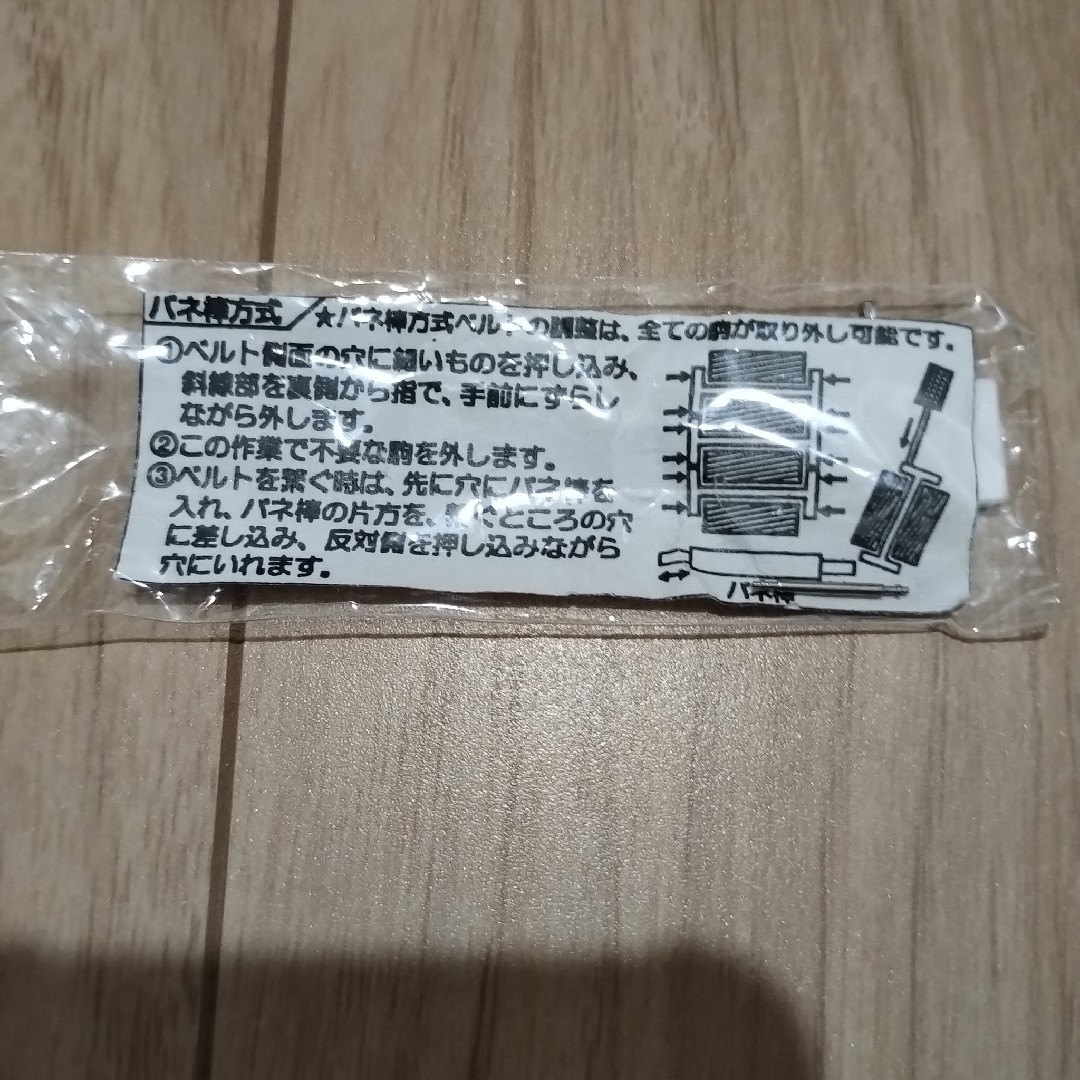 バネ棒方式
★バネ棒方式ベルトの調整は、全ての駒が取り外し可能です。
①ベルト側面の穴に細いものを押し込み、
斜線部を裏側から指で、手前にずらし
ながら外します。
②この作業で不要な駒を外します。
③ベルトを繋ぐ時は、先に穴にバネ棒を
入れ、バネ棒の片方を、繋ぐところの穴
に差し込み、反対側を押し込みながら
穴にいれます。
バネ棒